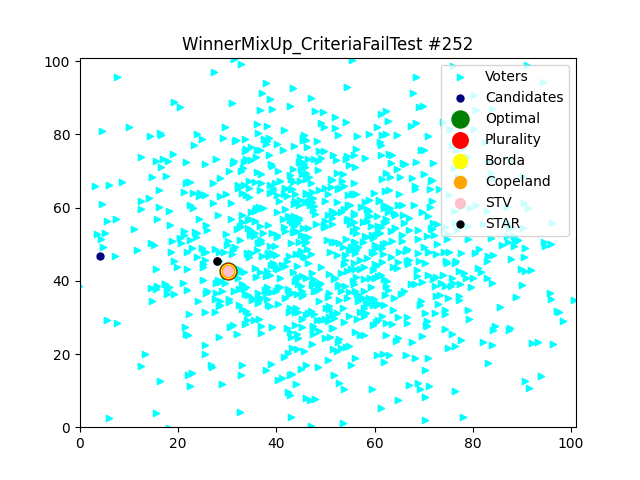 WinnerMixUp_CriteriaFailTest #252
100
80
60
40
20
0
0
20
40
60
80
100
Voters
Candidates
Optimal
Plurality
Borda
Copeland
STV
STAR